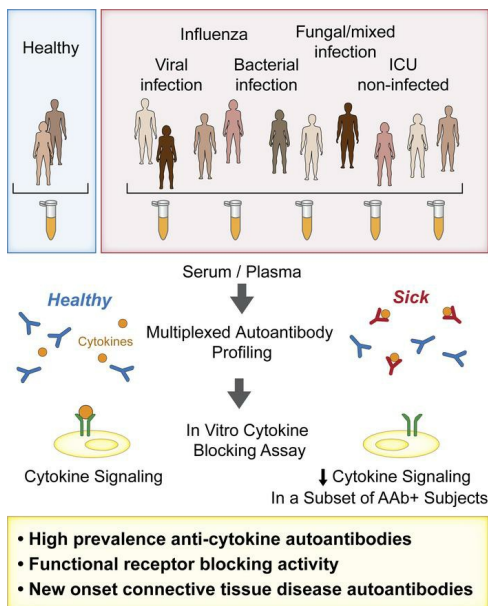 Healthy
Influenza
Fungal/mixed
infection
Viral
infection
Bacterial
infection
ICU
non-infected
Serum / Plasma
Healthy
Cytokines
Multiplexed Autoantibody
Profiling
Sick
In Vitro Cytokine
Blocking Assay
Cytokine Signaling
↓ Cytokine Signaling
In a Subset of AAb+ Subjects
• High prevalence anti-cytokine autoantibodies
• Functional receptor blocking activity
• New onset connective tissue disease autoantibodies